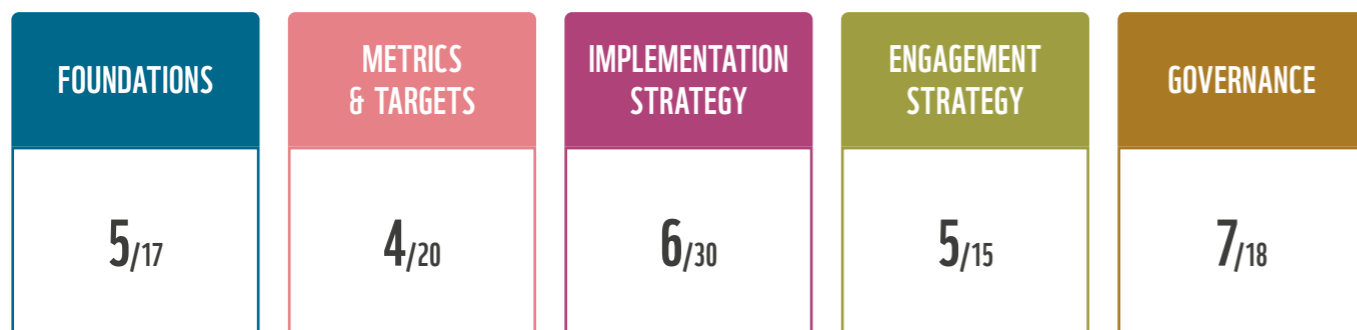 FOUNDATIONS
5/17
METRICS
& TARGETS
4/20
IMPLEMENTATION
STRATEGY
6/30
ENGAGEMENT
STRATEGY
5/15
GOVERNANCE
7/18